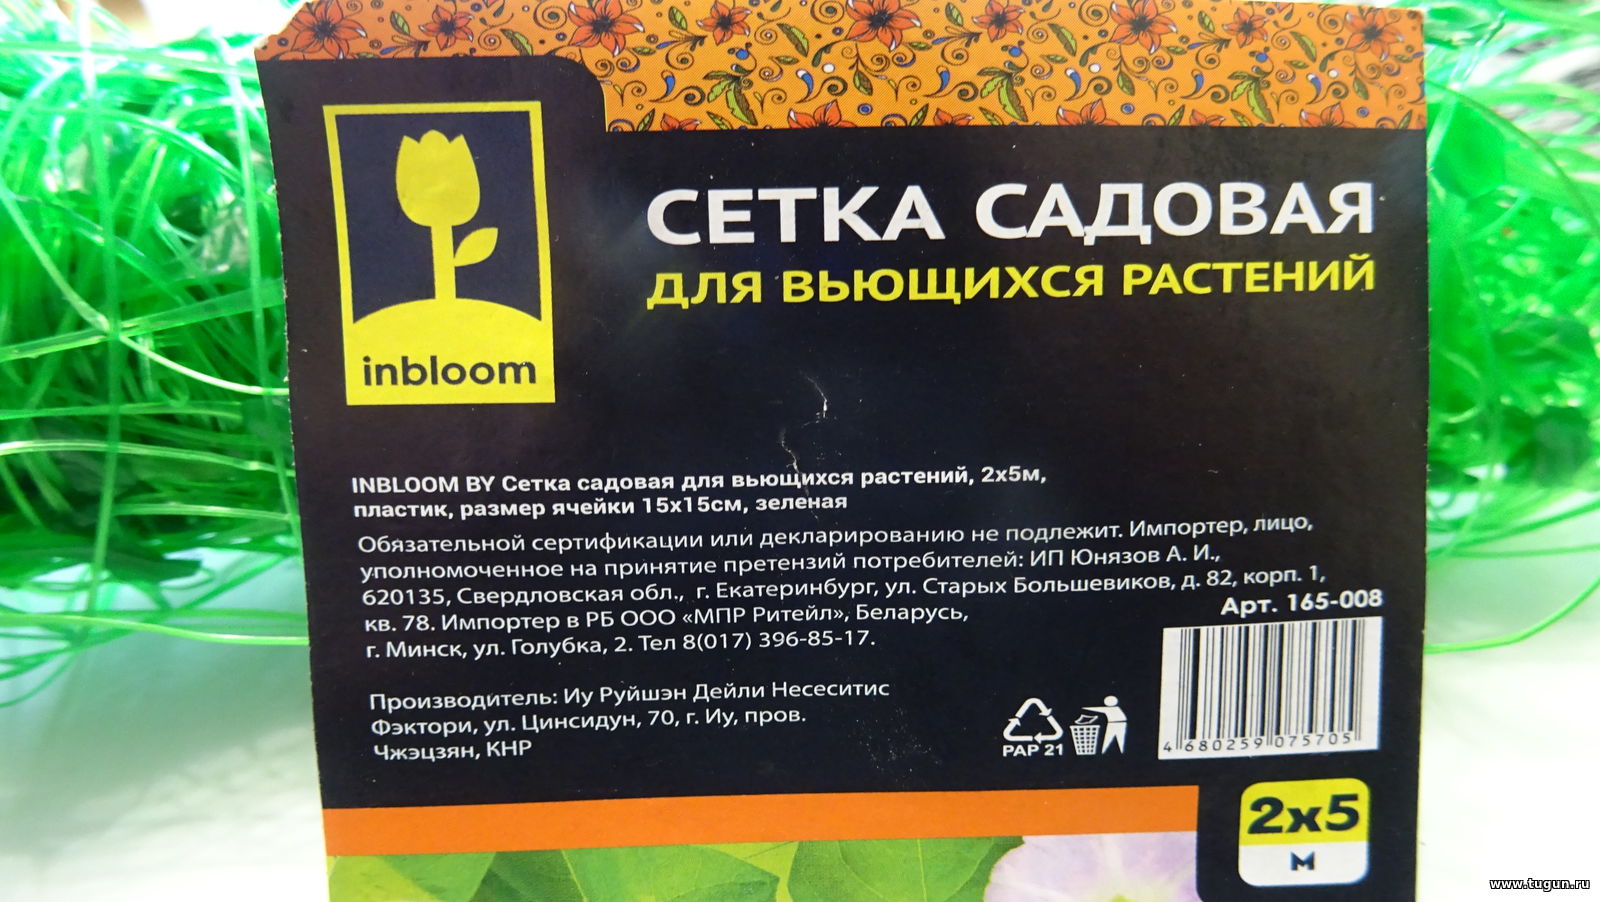 inbloom
СЕТКА САДОВАЯ
ДЛЯ ВЬЮЩИХСЯ РАСТЕНИЙ
INBLOOM BY Сетка садовая для вьющихся растений, 2х5м,
пластик, размер ячейки 15х15см, зеленая
Обязательной сертификации или декларированию не подлежит. Импортер, лицо,
уполномоченное на принятие претензий потребителей: ИП Юнязов А. И.,
620135, Свердловская обл., г. Екатеринбург, ул. Старых Большевиков, д. 82, корп. 1,
кв. 78. Импортер в РБ ООО «МПР Ритейл», Беларусь,
г. Минск, ул. Голубка, 2. Тел 8(017) 396-85-17.
Арт. 165-008
Производитель: Иу Руйшэн Дейли Несеситис
Фэктори, ул. Цинсидун, 70, г. Иу, пров.
Чжэцзян, КНР
PAP 21
4 680259 075705
2х5
м
www.tugun.ru